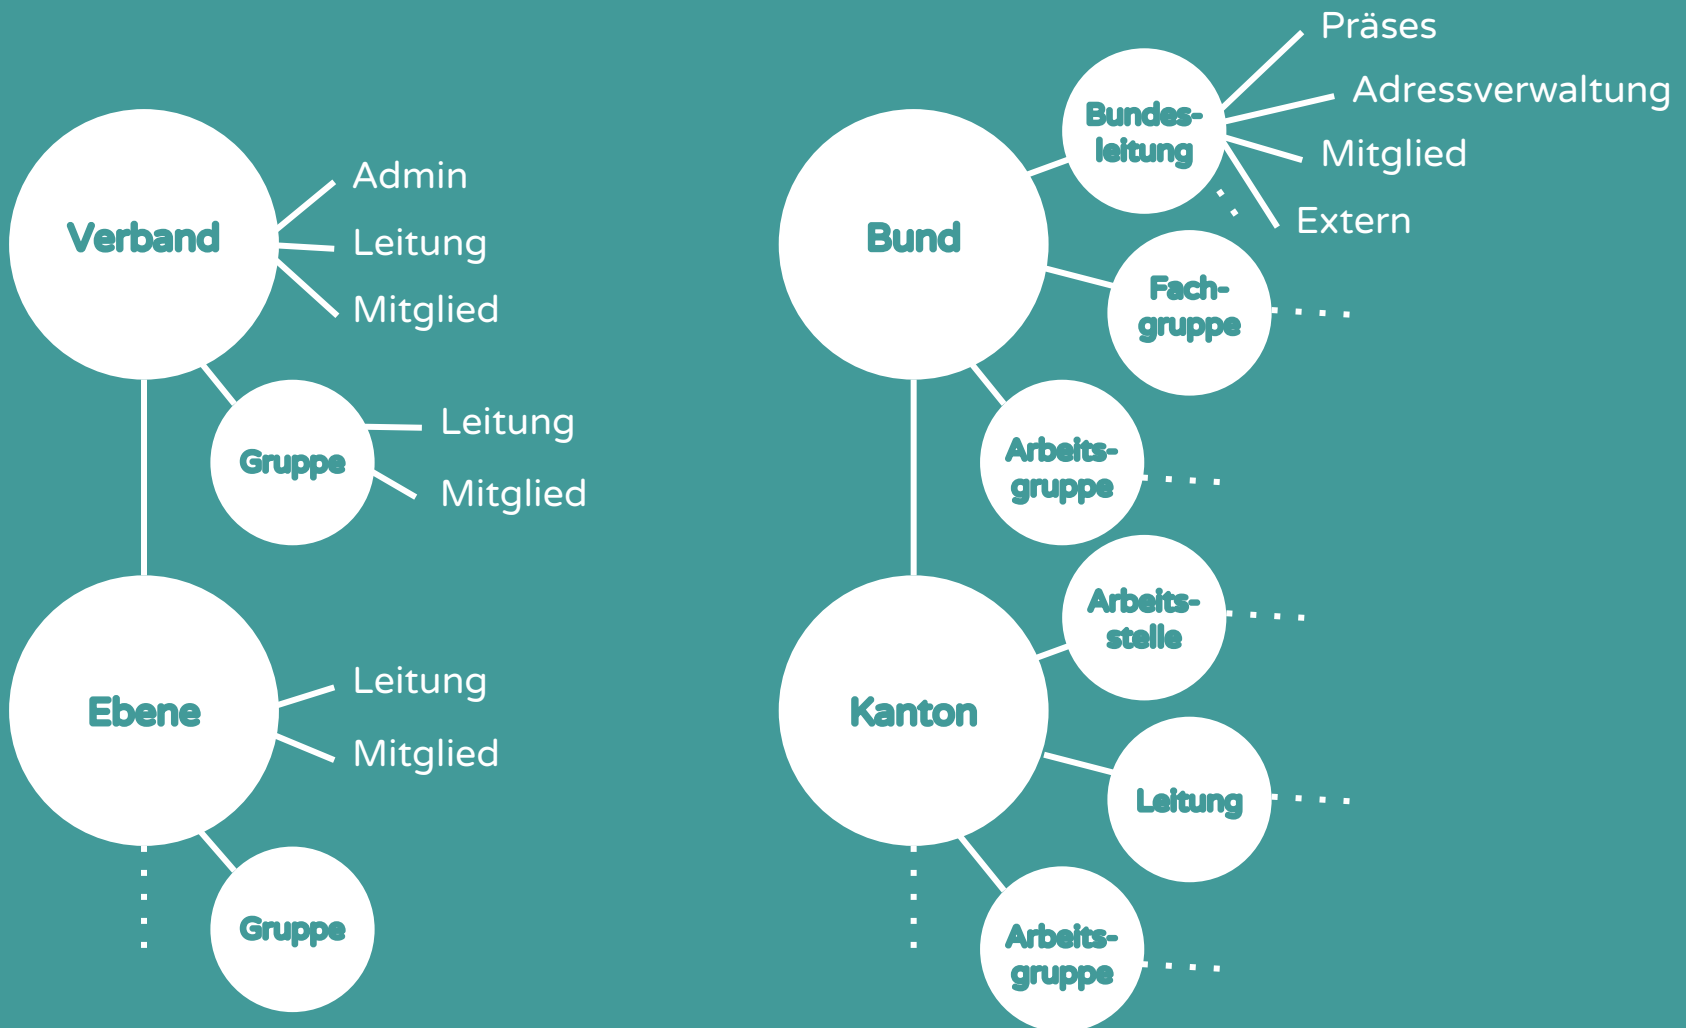 Verband
Admin
Leitung
Mitglied
Gruppe
Leitung
Mitglied
Ebene
Leitung
Mitglied
Gruppe
Bund
Bundes-
leitung
Präses
Adressverwaltung
Mitglied
Extern
Fach-
gruppe
Arbeits-
gruppe
Kanton
Arbeits-
stelle
Leitung
Arbeits-
gruppe